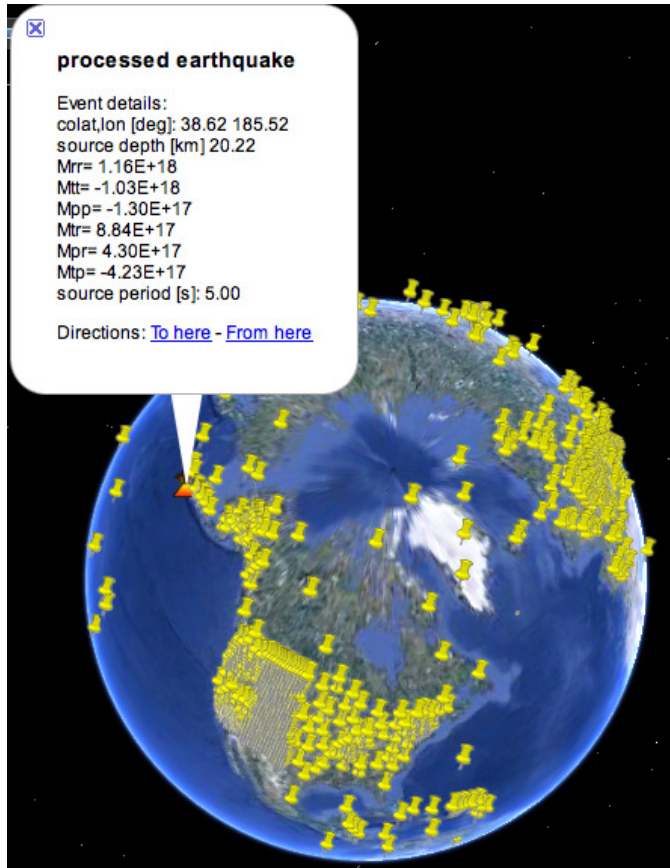 processed earthquake
Event details:
colat,lon [deg]: 38.62 185.52
source depth [km] 20.22
Mrr= 1.16E+18
Mtt= -1.03E+18
Mpp= -1.30E+17
Mtr= 8.84E+17
Mpr= 4.30E+17
Mtp= -4.23E+17
source period [s]: 5.00
Directions: To here - From here